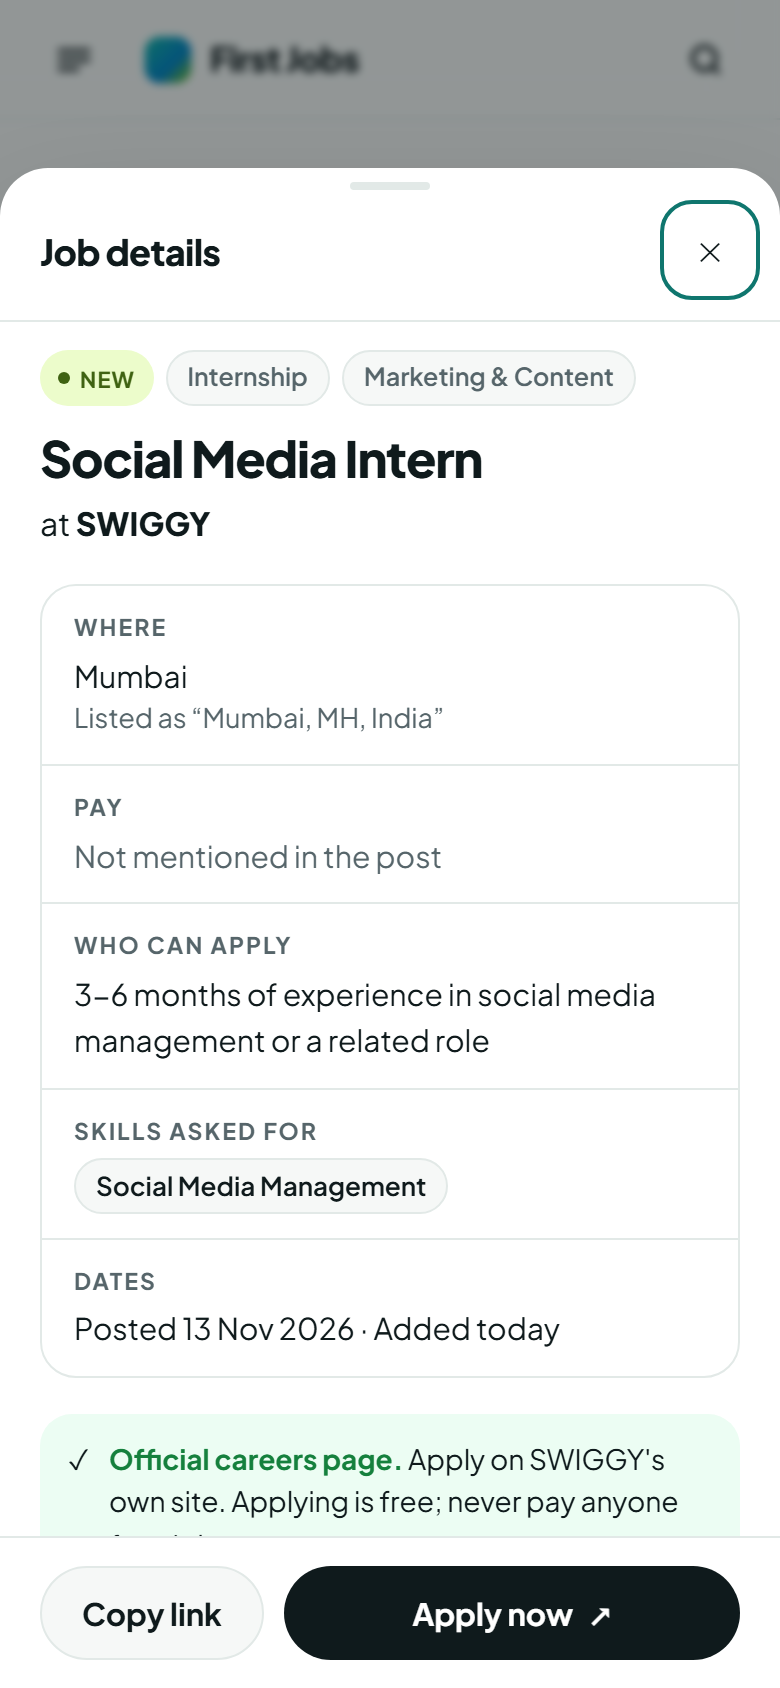 First Jobs
Job details
NEW
Internship
Marketing & Content
Social Media Intern
at SWIGGY
WHERE
Mumbai
Listed as “Mumbai, MH, India”
PAY
Not mentioned in the post
WHO CAN APPLY
3–6 months of experience in social media
management or a related role
SKILLS ASKED FOR
Social Media Management
DATES
Posted 13 Nov 2026 · Added today
✓ Official careers page. Apply on SWIGGY's
own site. Applying is free; never pay anyone
Copy link
Apply now ↗